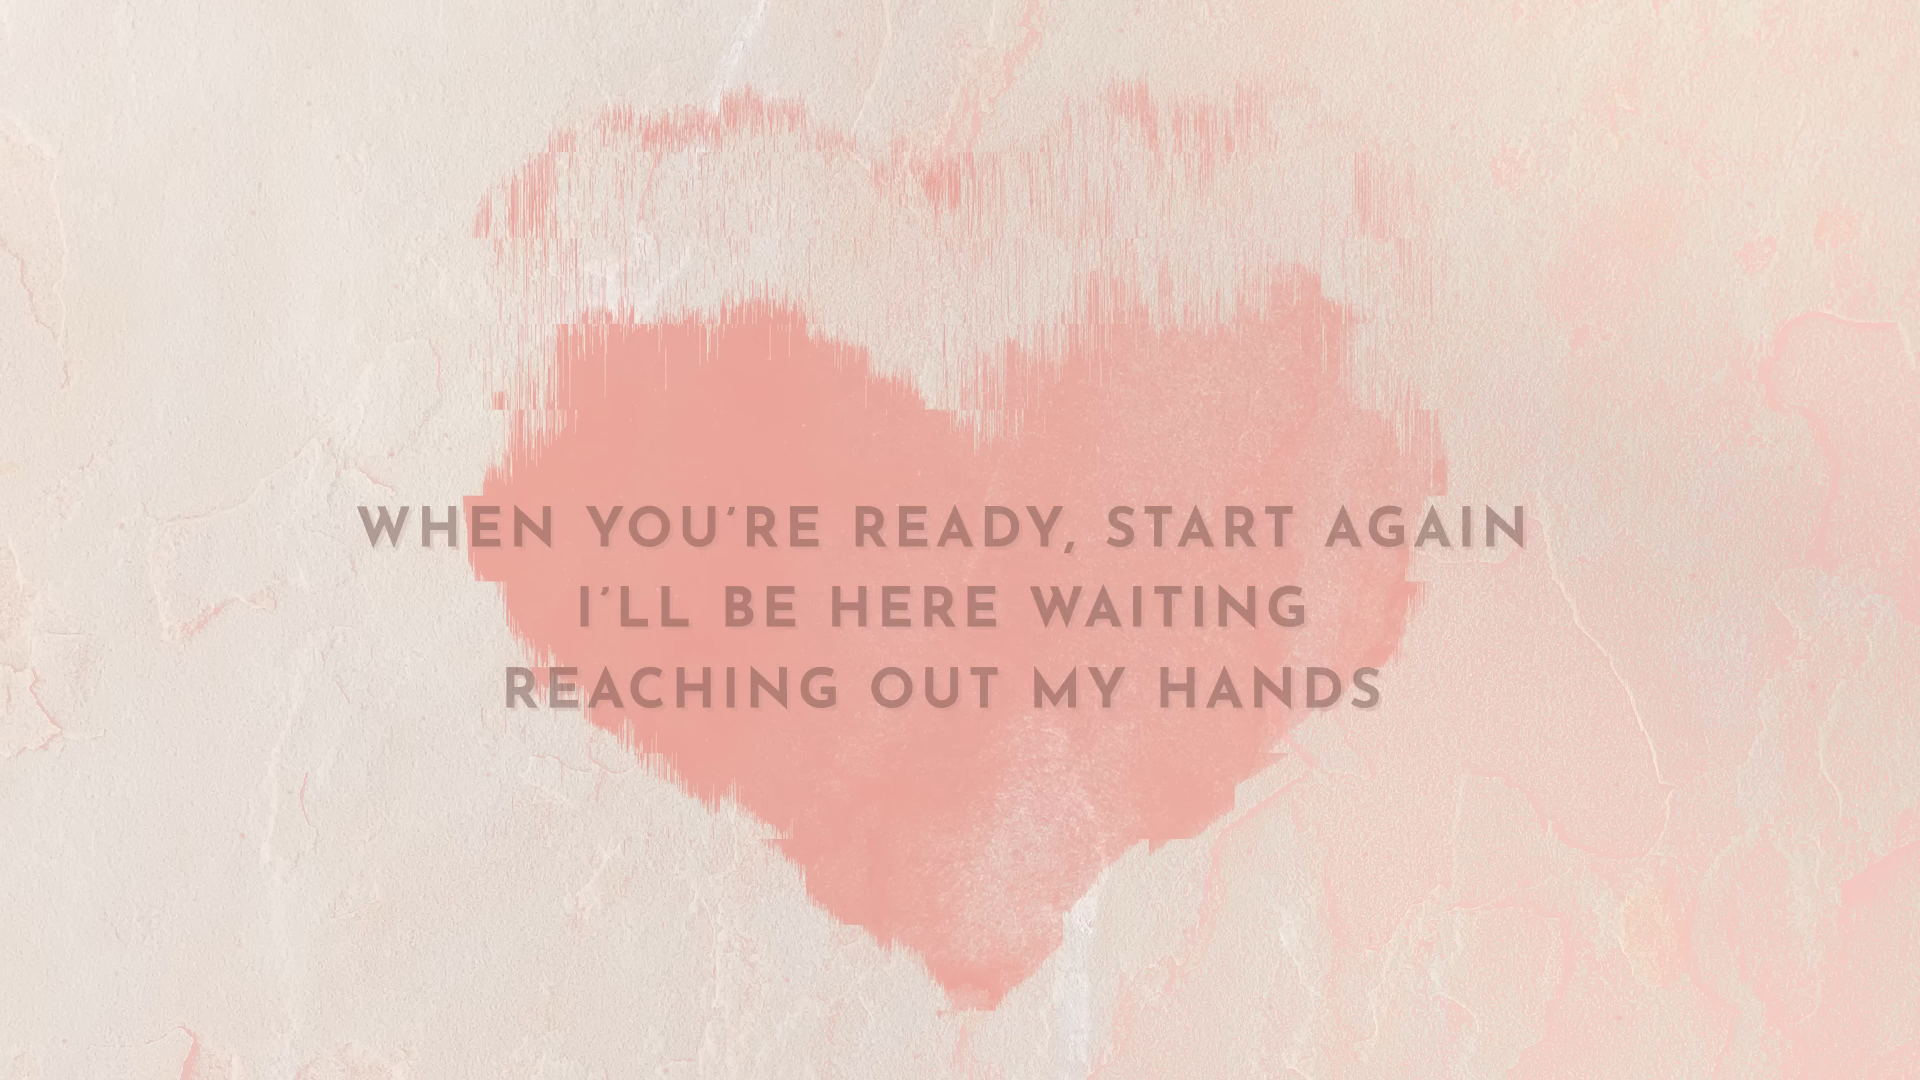 WHEN YOU’RE READY, START AGAIN
I’LL BE HERE WAITING
REACHING OUT MY HANDS